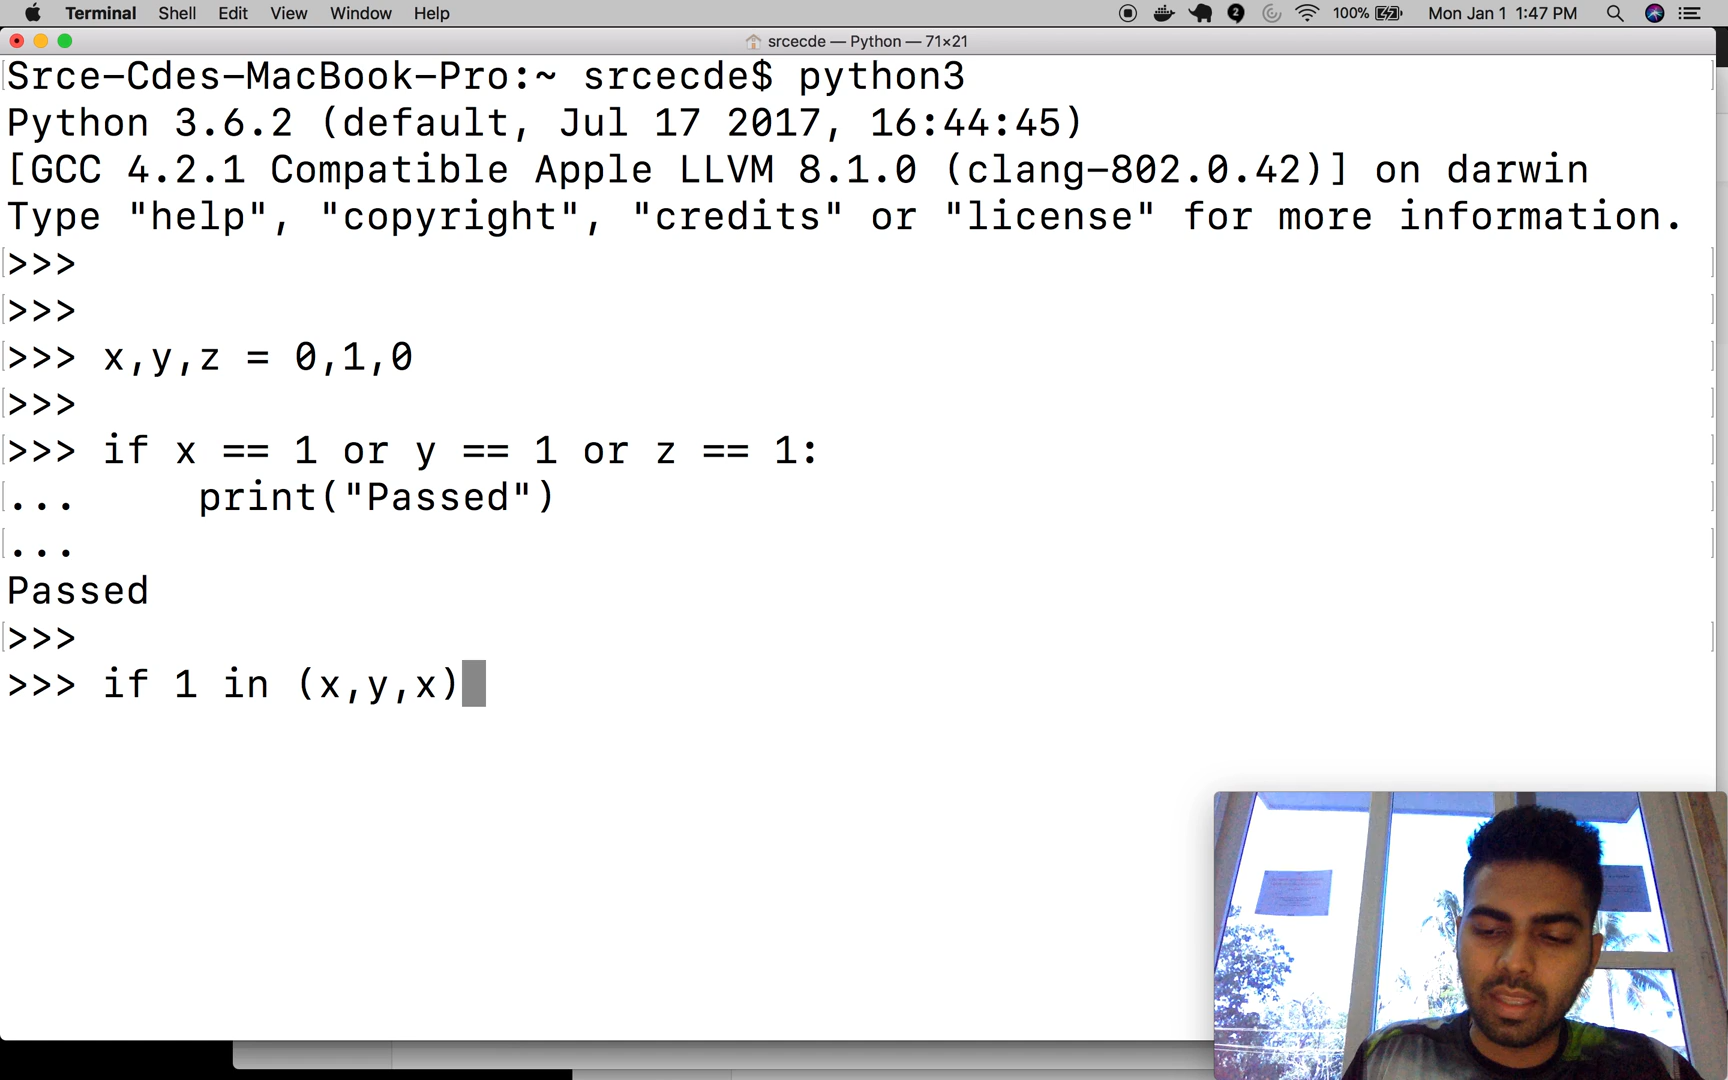 Terminal Shell Edit View Window Help
2 100% Mon Jan 1 1:47 PM
srcecde — Python — 71×21
Srce-Cdes-MacBook-Pro:~ srcecde$ python3
Python 3.6.2 (default, Jul 17 2017, 16:44:45)
[GCC 4.2.1 Compatible Apple LLVM 8.1.0 (clang-802.0.42)] on darwin
Type "help", "copyright", "credits" or "license" for more information.
>>>
>>>
>>> x,y,z = 0,1,0
>>>
>>> if x == 1 or y == 1 or z == 1:
...     print("Passed")
...
Passed
>>>
>>> if 1 in (x,y,x)